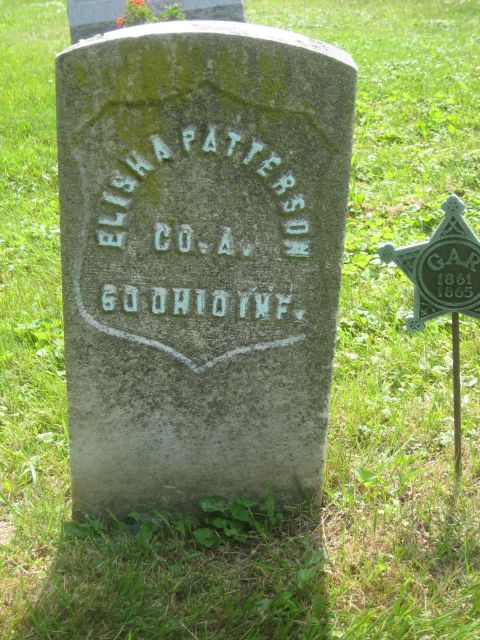 ELISHA PATTERSON
CO. A.
60 OHIO INF.
GAR
1861
1865